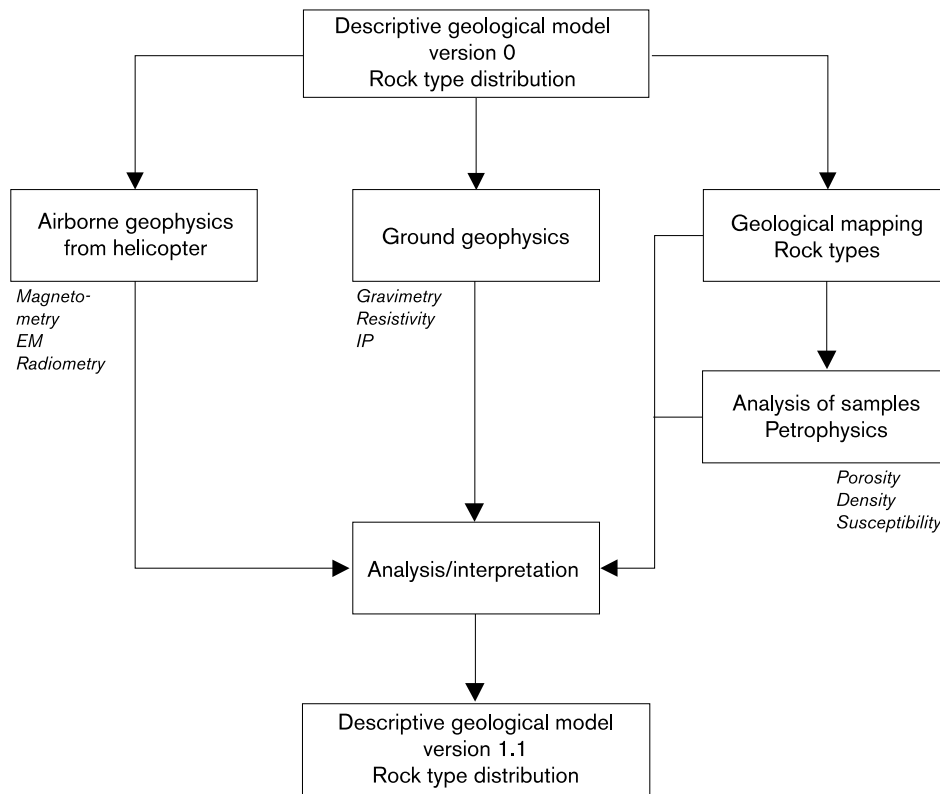 Descriptive geological model
version 0
Rock type distribution
Airborne geophysics
from helicopter
Magneto-
metry
EM
Radiometry
Ground geophysics
Gravimetry
Resistivity
IP
Geological mapping
Rock types
Analysis of samples
Petrophysics
Porosity
Density
Susceptibility
Analysis/interpretation
Descriptive geological model
version 1.1
Rock type distribution